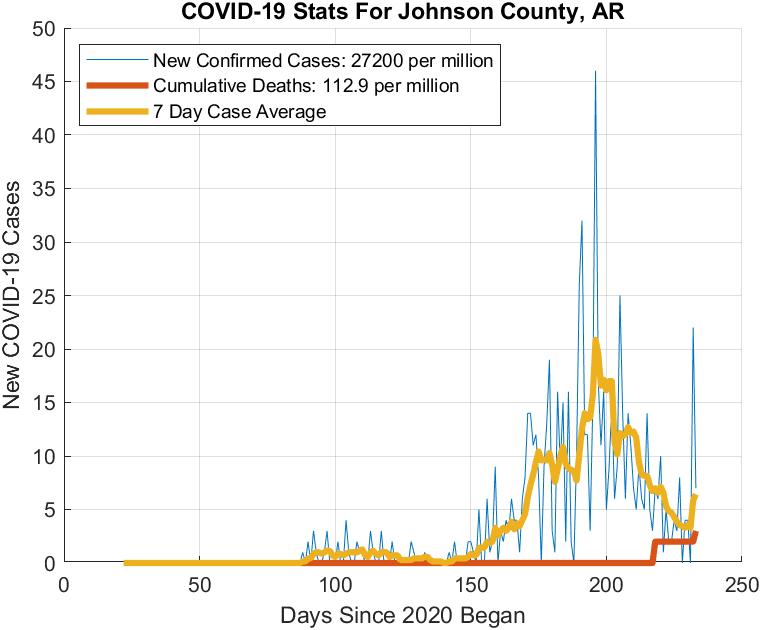 COVID-19 Stats For Johnson County, AR
New Confirmed Cases: 27200 per million
Cumulative Deaths: 112.9 per million
7 Day Case Average
New COVID-19 Cases
50
45
40
35
30
25
20
15
10
5
0
0 50 100 150 200 250
Days Since 2020 Began